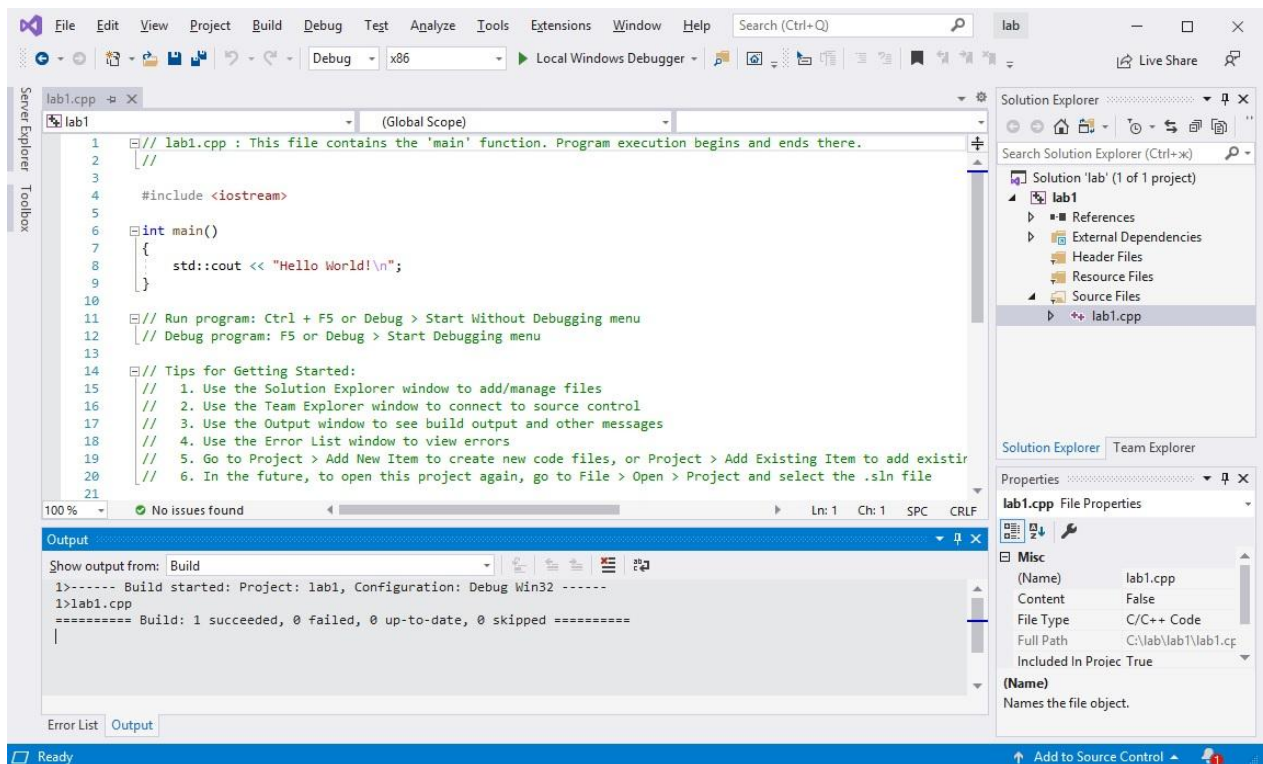 File Edit View Project Build Debug Test Analyze Tools Extensions Window Help Search (Ctrl+Q) lab
Debug x86 Local Windows Debugger Live Share
Server Explorer
Toolbox
lab1.cpp
lab1 (Global Scope)
1 // lab1.cpp : This file contains the 'main' function. Program execution begins and ends there.
2 //
3
4 #include <iostream>
5
6 int main()
7 {
8 std::cout << "Hello World!\n";
9 }
10
11 // Run program: Ctrl + F5 or Debug > Start Without Debugging menu
12 // Debug program: F5 or Debug > Start Debugging menu
13
14 // Tips for Getting Started:
15 // 1. Use the Solution Explorer window to add/manage files
16 // 2. Use the Team Explorer window to connect to source control
17 // 3. Use the Output window to see build output and other messages
18 // 4. Use the Error List window to view errors
19 // 5. Go to Project > Add New Item to create new code files, or Project > Add Existing Item to add existin
20 // 6. In the future, to open this project again, go to File > Open > Project and select the .sln file
21
100 % No issues found Ln: 1 Ch: 1 SPC CRLF
Output
Show output from: Build
1>------ Build started: Project: lab1, Configuration: Debug Win32 ------
1>lab1.cpp
========== Build: 1 succeeded, 0 failed, 0 up-to-date, 0 skipped ==========
Error List Output
Solution Explorer
Search Solution Explorer (Ctrl+ж)
Solution 'lab' (1 of 1 project)
lab1
References
External Dependencies
Header Files
Resource Files
Source Files
lab1.cpp
Solution Explorer Team Explorer
Properties
lab1.cpp File Properties
Misc
(Name) lab1.cpp
Content False
File Type C/C++ Code
Full Path C:\lab\lab1\lab1.cp
Included In Projec True
(Name)
Names the file object.
Ready Add to Source Control 1